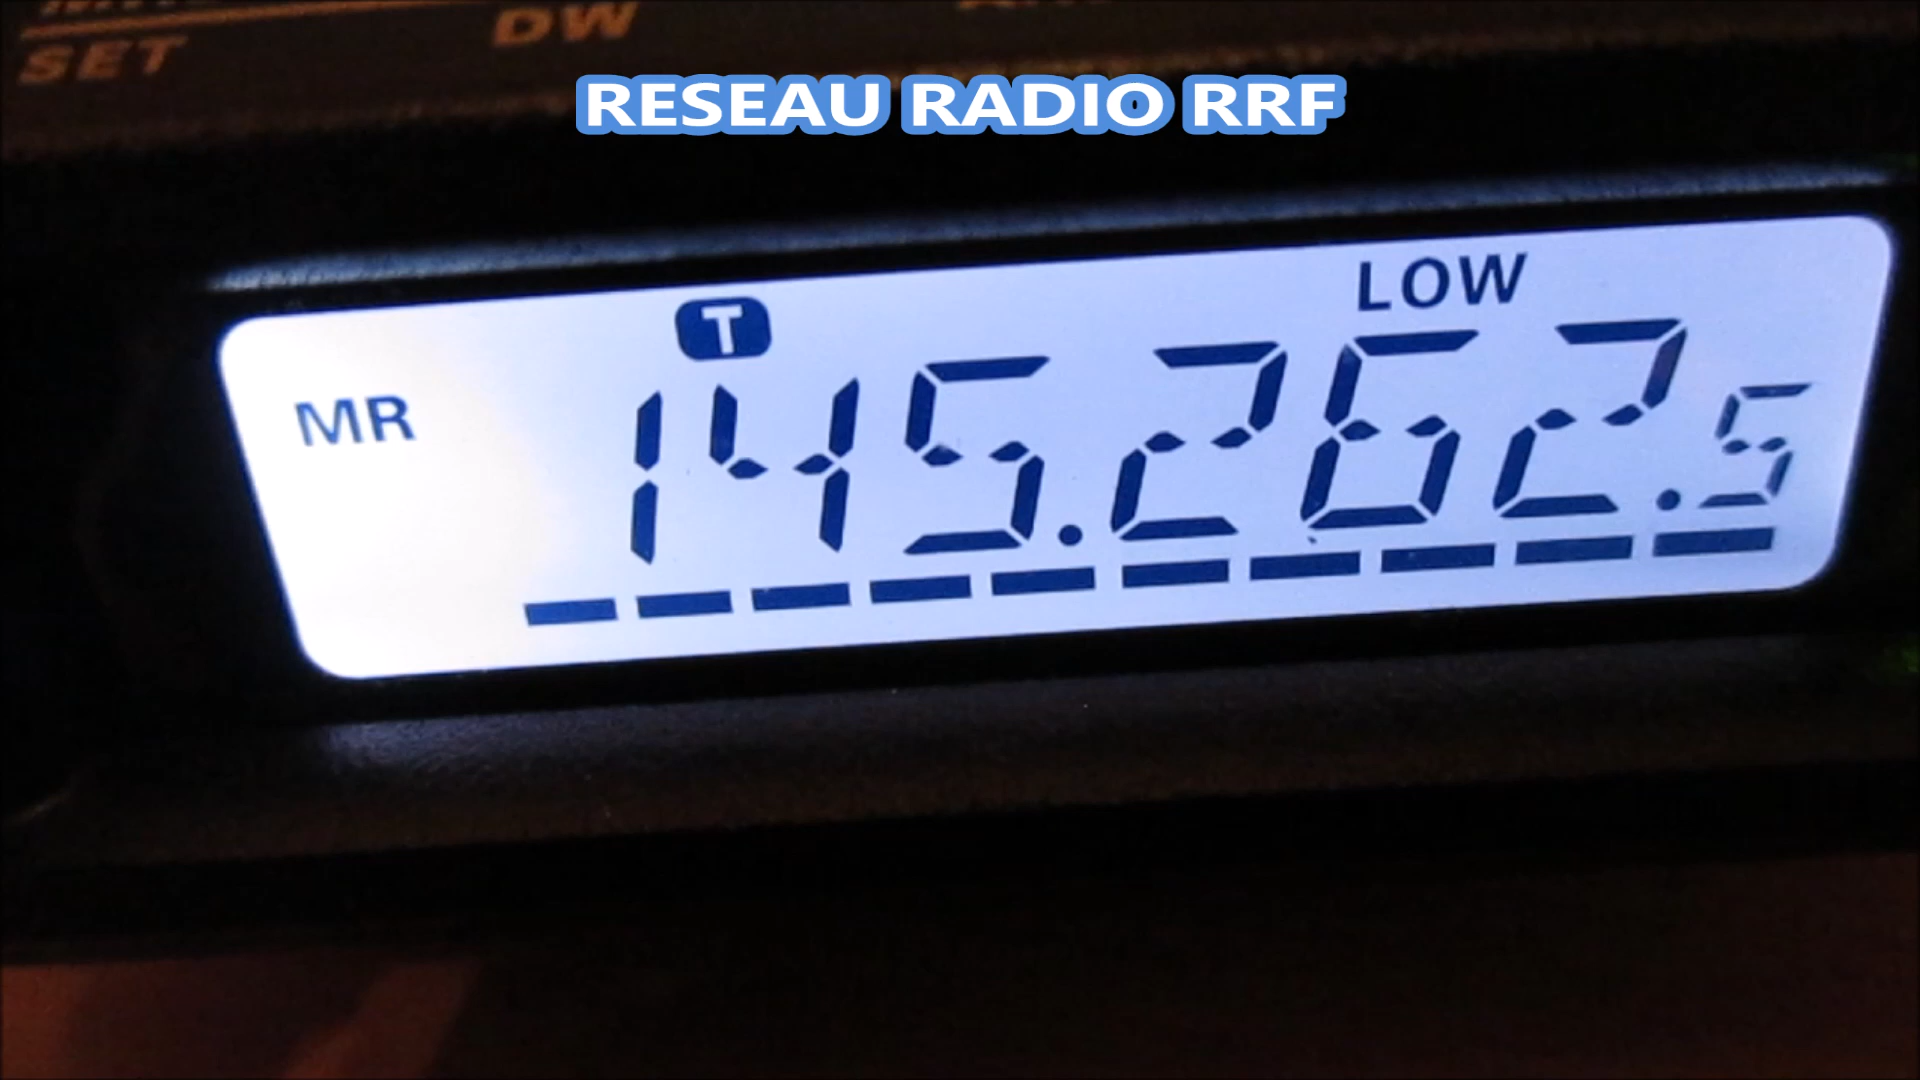 SET
DW
RESEAU RADIO RRF
LOW
T
MR
145.262.5